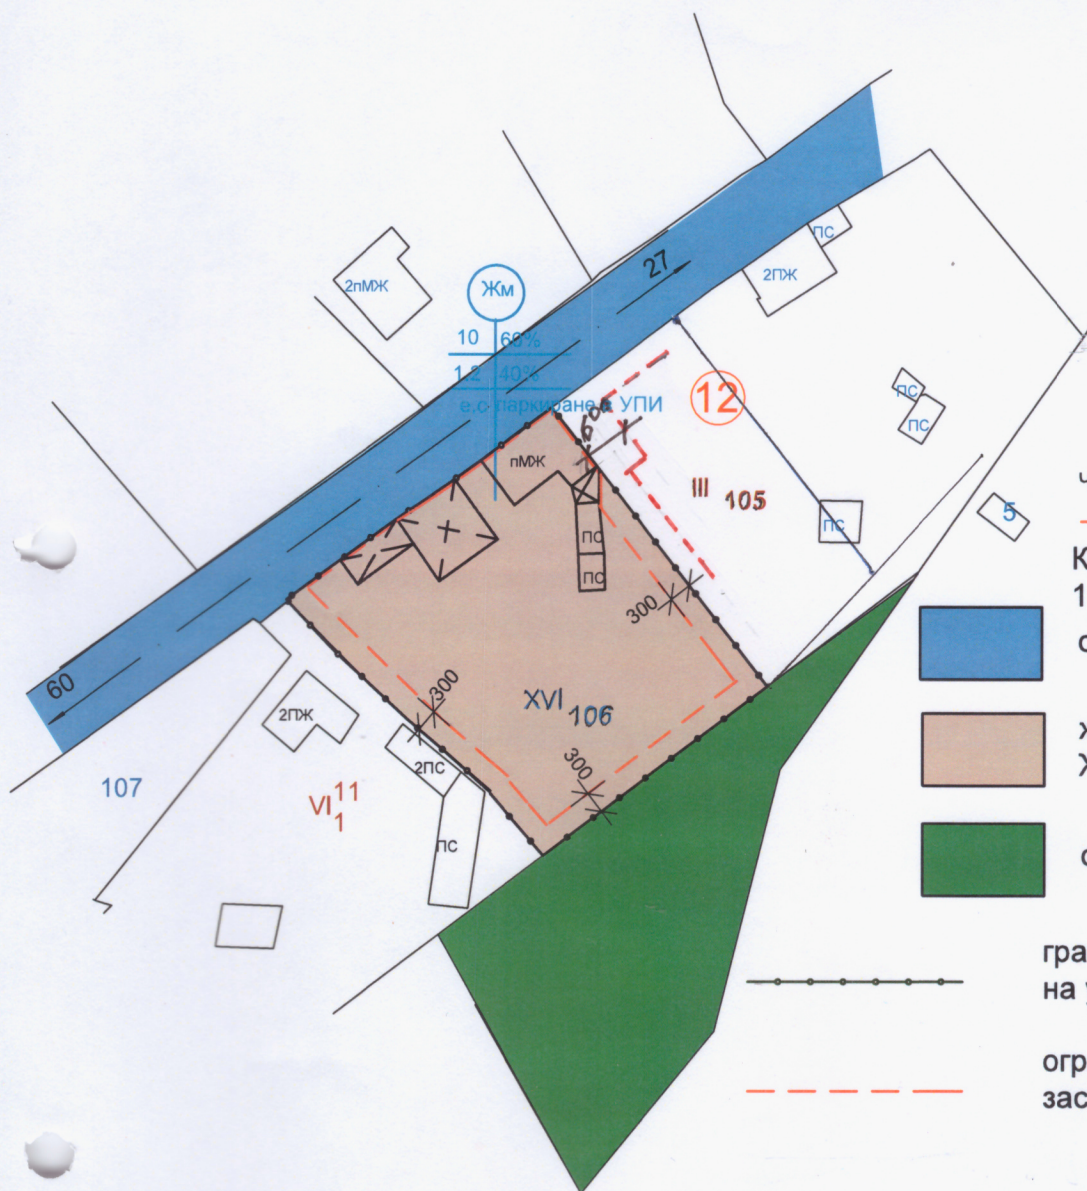 27
ПС
2ПЖ
2пМЖ
Жм
10 60%
1.2 40%
е.о паркиране в УПИ
12
600
пМЖ
III 105
ПС
ПС
ПС
ПС
ПС
5
К
1
300
60
300
XVI 106
2ПЖ
300
2ПС
107
VI 11
1
ПС
гра
на
огр
зас